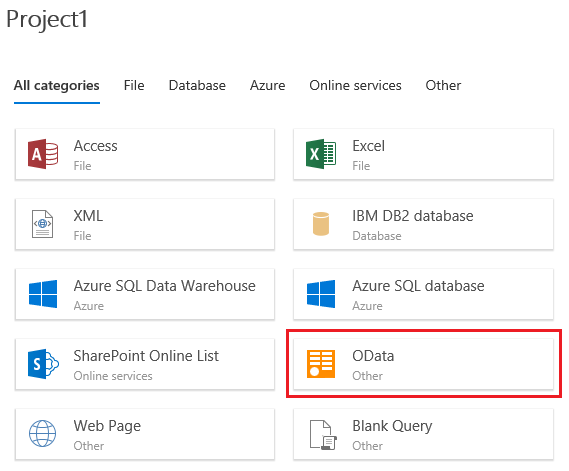 Project1
All categories File Database Azure Online services Other
Access Excel
File File
XML IBM DB2 database
File Database
Azure SQL Data Warehouse Azure SQL database
Azure Azure
SharePoint Online List OData
Online services Other
Web Page Blank Query
Other Other